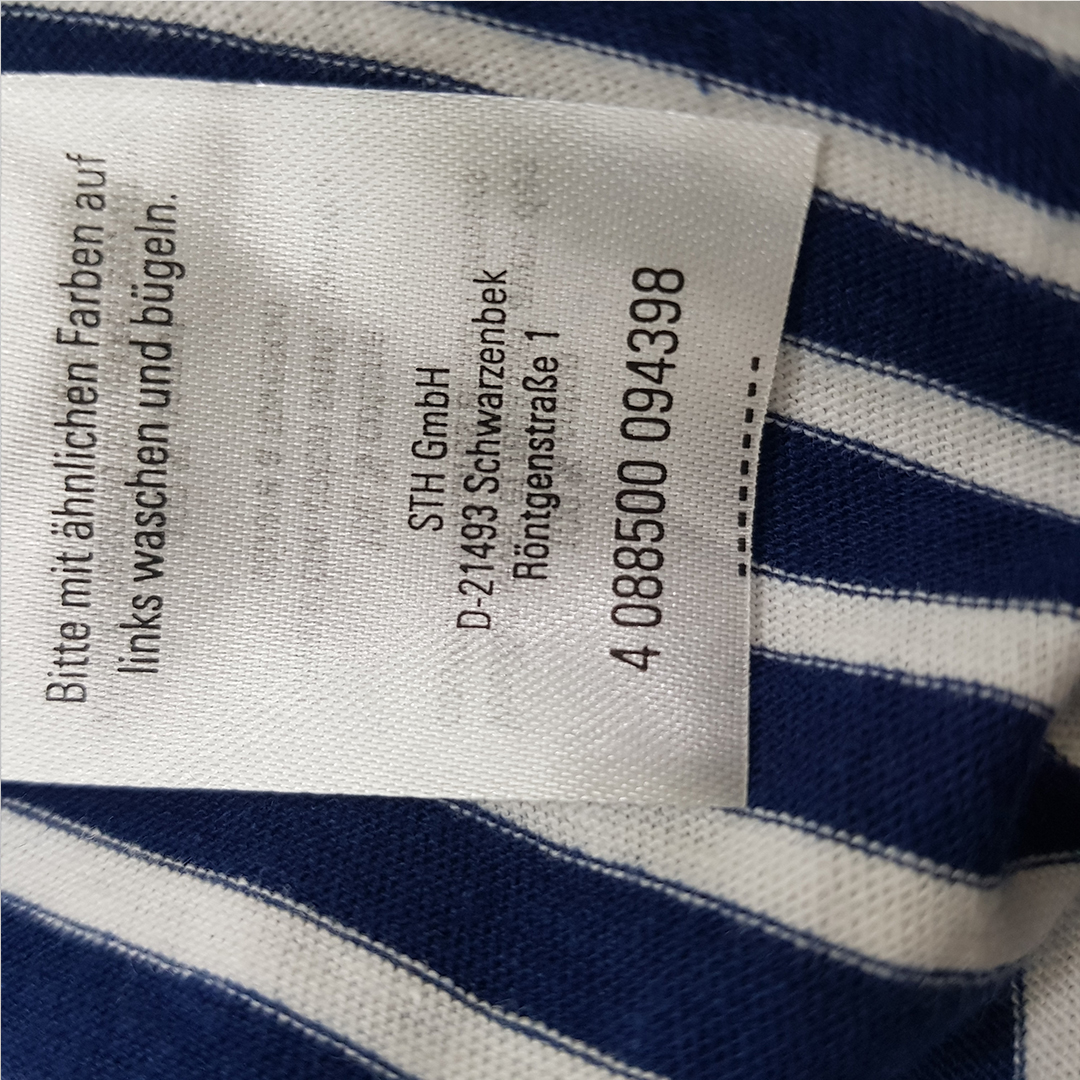 Bitte mit ähnlichen Farben auf
links waschen und bügeln.
STH GmbH
D-21493 Schwarzenbek
Röntgenstraße 1
4 088500 094398